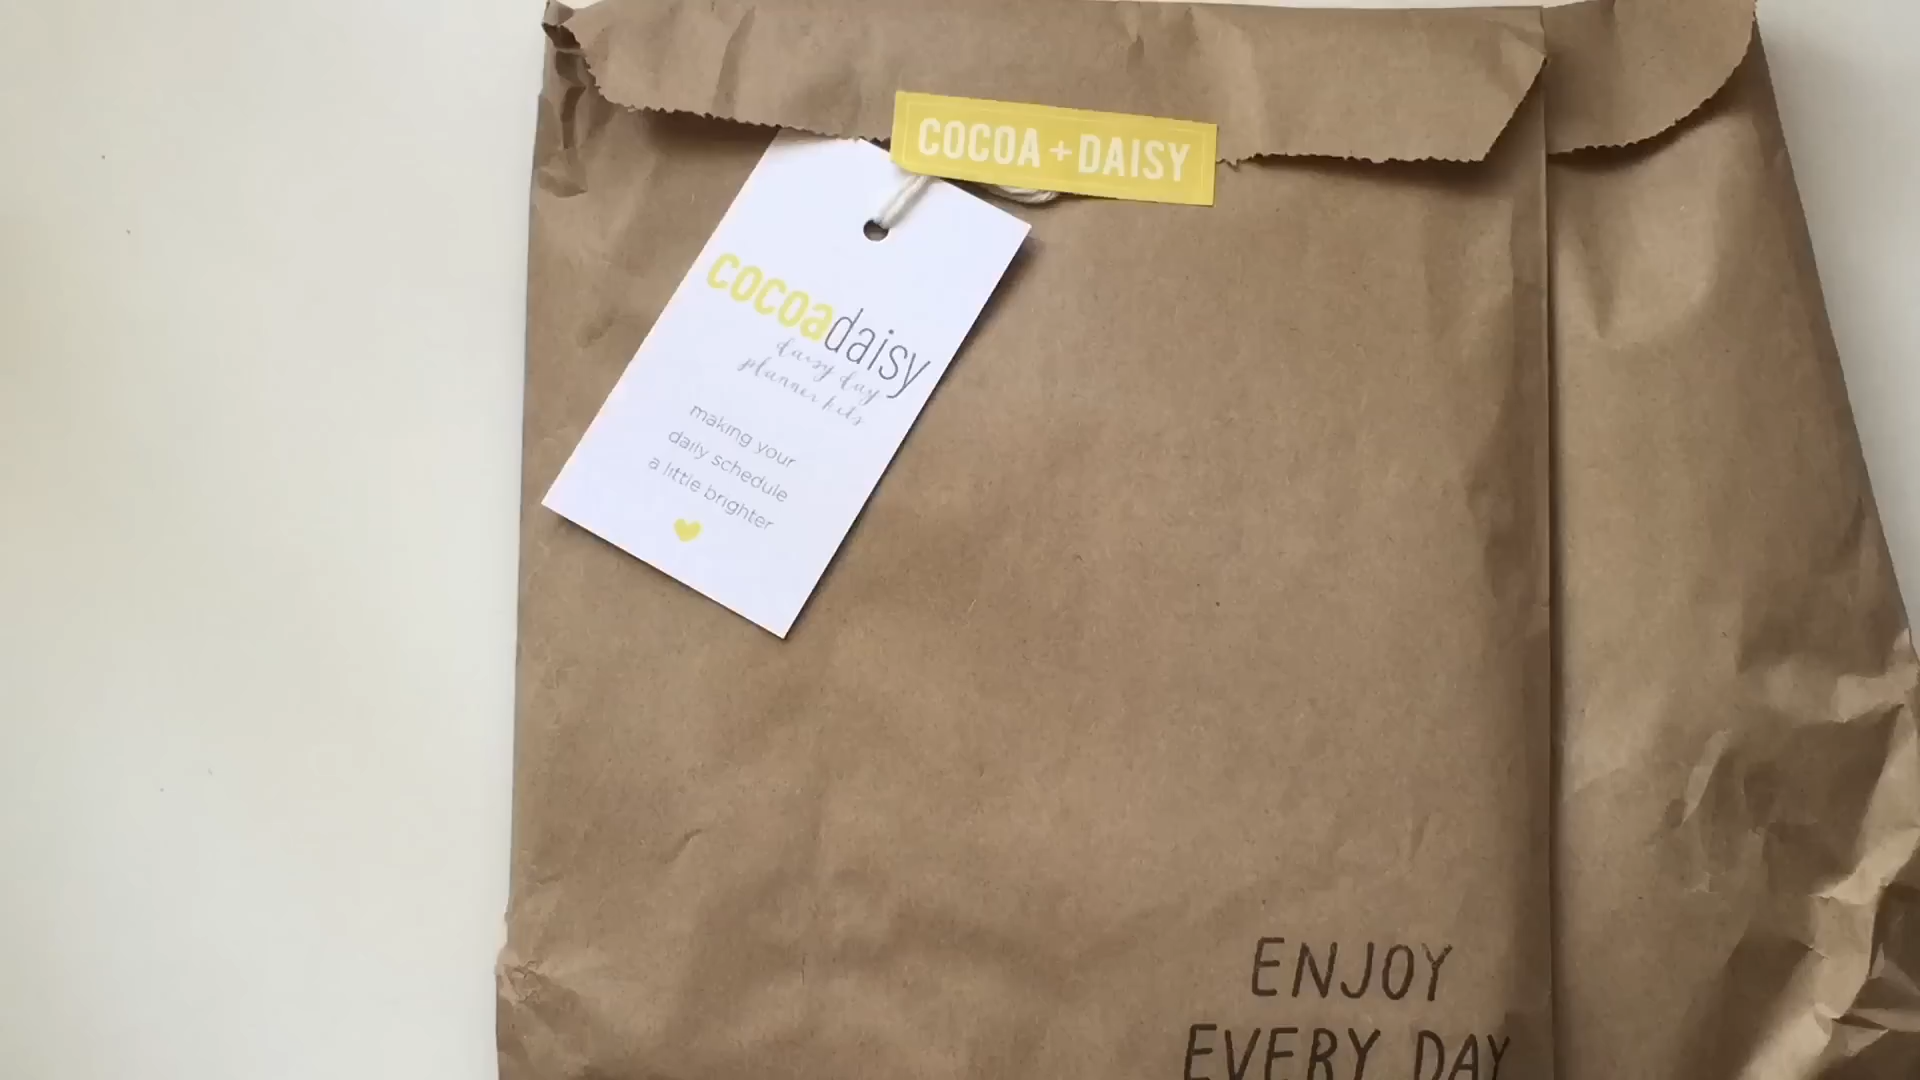 COCOA + DAISY
cocoadaisy
daisy day
planner kits
making your
daily schedule
a little brighter
ENJOY
EVERY DAY